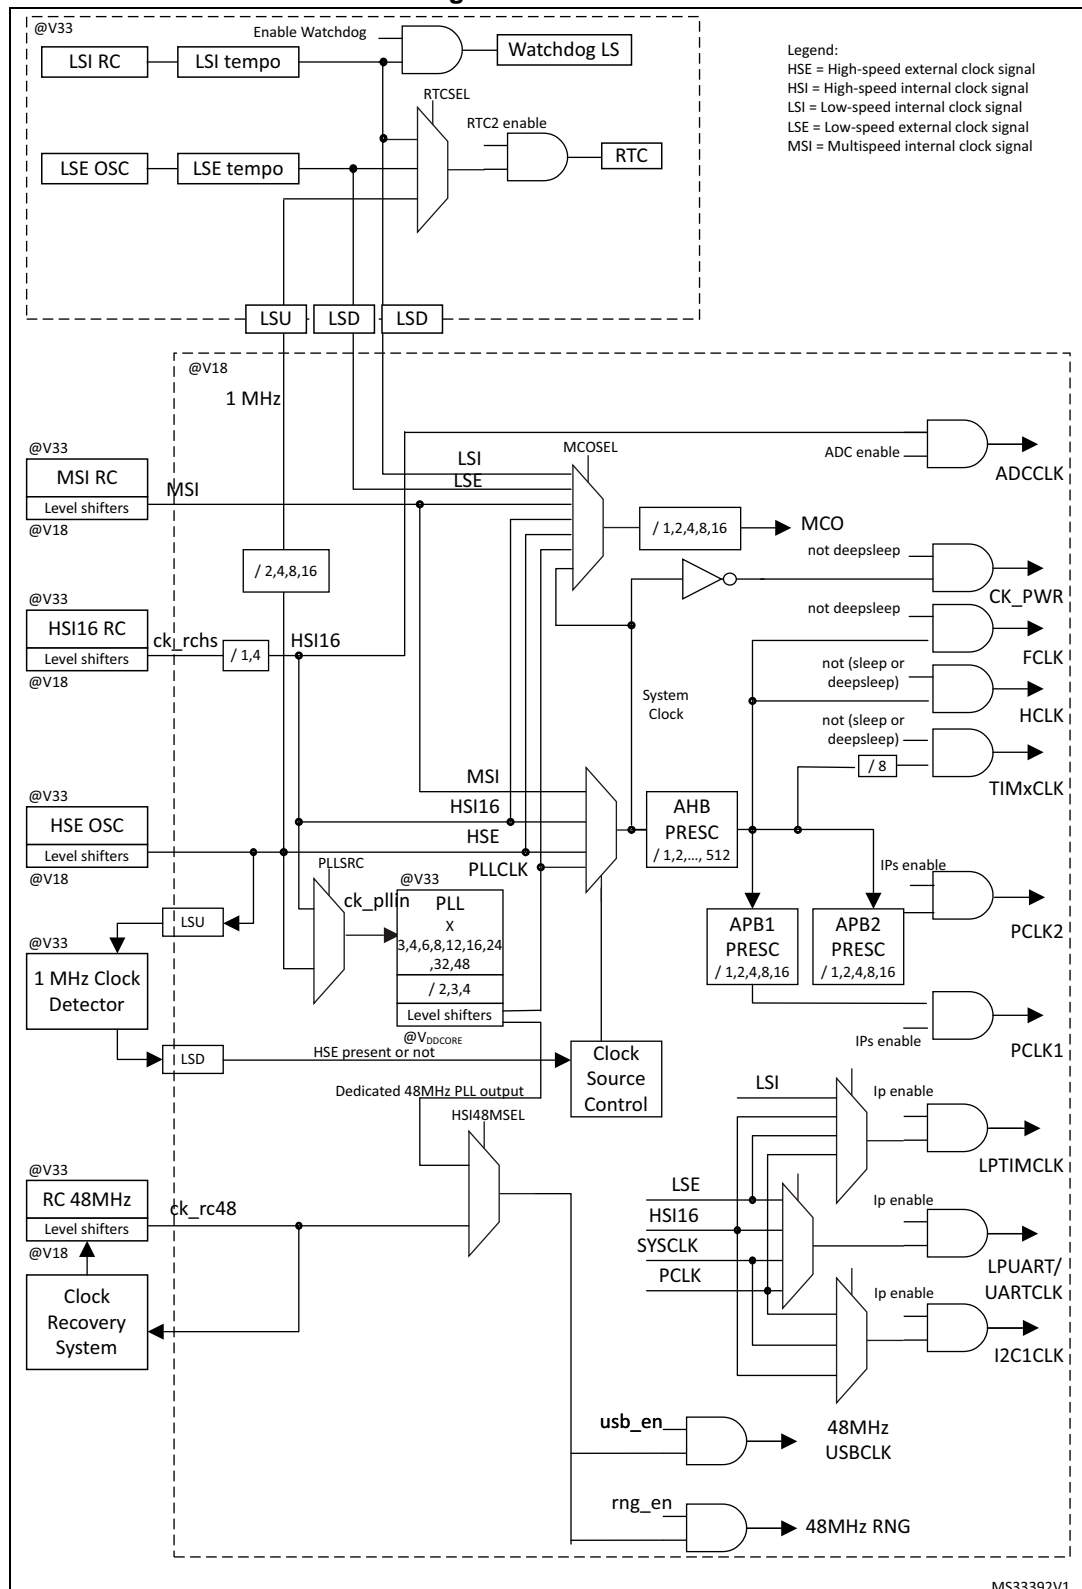 @V33
Enable Watchdog
LSI RC
LSI tempo
Watchdog LS
Legend:
HSE = High-speed external clock signal
HSI = High-speed internal clock signal
LSI = Low-speed internal clock signal
LSE = Low-speed external clock signal
MSI = Multispeed internal clock signal
RTCSEL
RTC2 enable
LSE OSC
LSE tempo
RTC
LSU
LSD
LSD
@V18
1 MHz
@V33
MSI RC
Level shifters
@V18
MSI
LSI
LSE
MCOSEL
ADC enable
ADCCLK
/ 1,2,4,8,16
MCO
/ 2,4,8,16
not deepsleep
CK_PWR
@V33
HSI16 RC
Level shifters
@V18
ck_rchs
/ 1,4
HSI16
not deepsleep
FCLK
System
Clock
not (sleep or
deepsleep)
HCLK
not (sleep or
deepsleep)
/ 8
TIMxCLK
@V33
HSE OSC
Level shifters
@V18
MSI
HSI16
HSE
PLLCLK
AHB
PRESC
/ 1,2,..., 512
PLLSRC
ck_pllin
@V33
PLL
X
3,4,6,8,12,16,24
,32,48
/ 2,3,4
Level shifters
@VDDCORE
IPs enable
PCLK2
APB1
PRESC
/ 1,2,4,8,16
APB2
PRESC
/ 1,2,4,8,16
LSU
@V33
1 MHz Clock
Detector
IPs enable
PCLK1
LSD
HSE present or not
Clock
Source
Control
Dedicated 48MHz PLL output
HSI48MSEL
LSI
Ip enable
LPTIMCLK
@V33
RC 48MHz
Level shifters
@V18
ck_rc48
LSE
HSI16
SYSCLK
PCLK
Ip enable
LPUART/
UARTCLK
Clock
Recovery
System
Ip enable
I2C1CLK
usb_en
48MHz
USBCLK
rng_en
48MHz RNG
MS33392V1